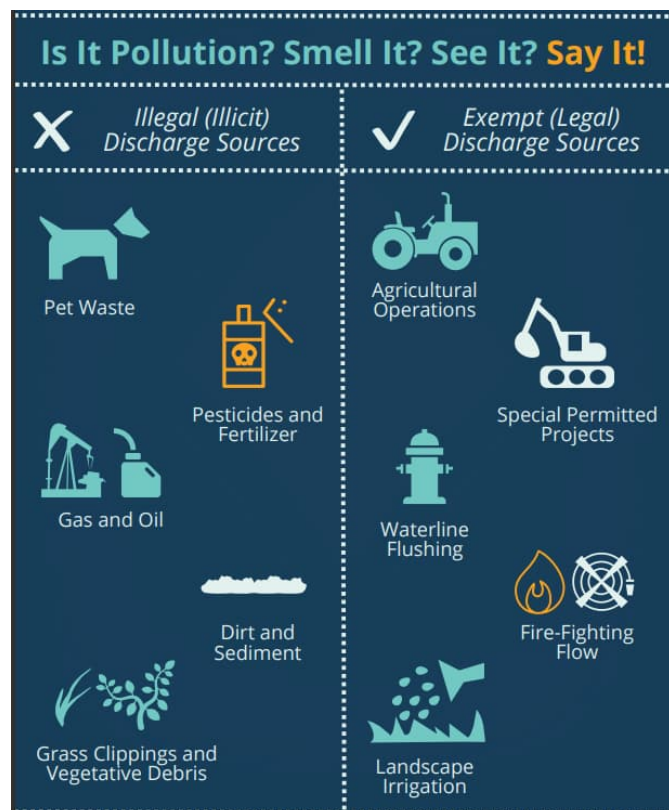 Is It Pollution? Smell It? See It? Say It!
Illegal (Illicit)
Discharge Sources
Exempt (Legal)
Discharge Sources
Pet Waste
Pesticides and
Fertilizer
Gas and Oil
Dirt and
Sediment
Grass Clippings and
Vegetative Debris
Agricultural
Operations
Special Permitted
Projects
Waterline
Flushing
Fire-Fighting
Flow
Landscape
Irrigation